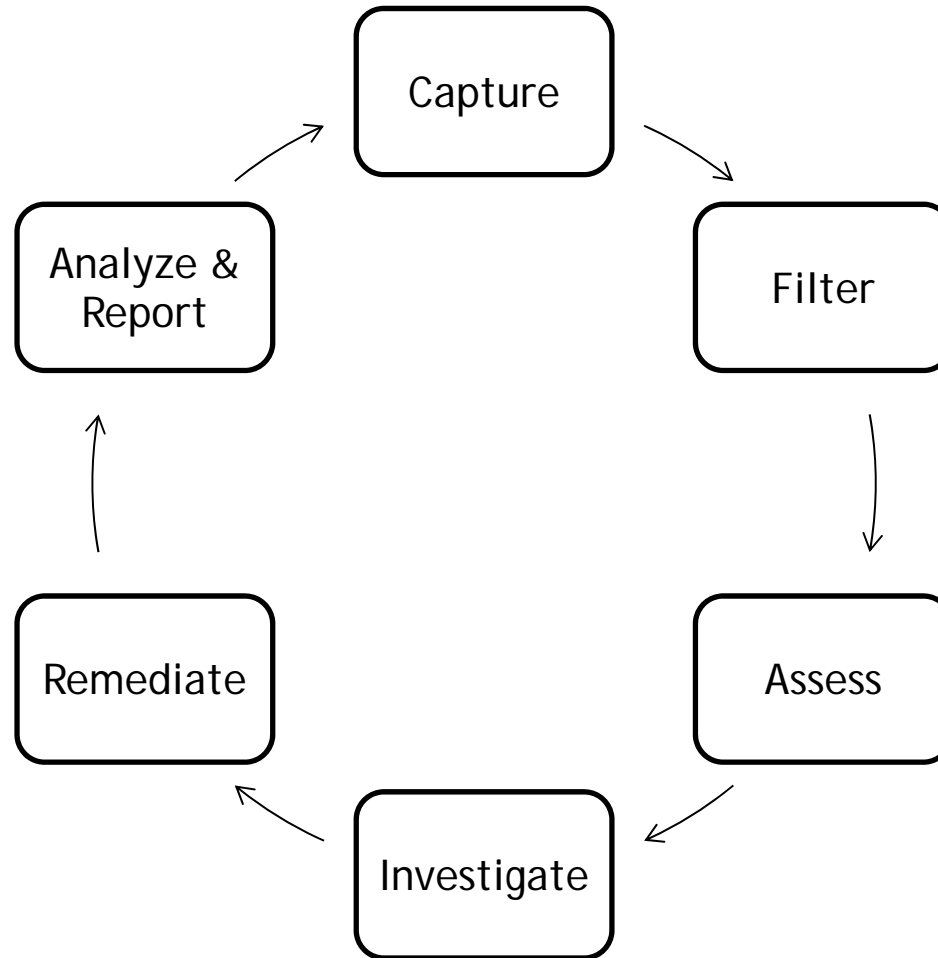 Capture
Filter
Assess
Investigate
Remediate
Analyze &
Report